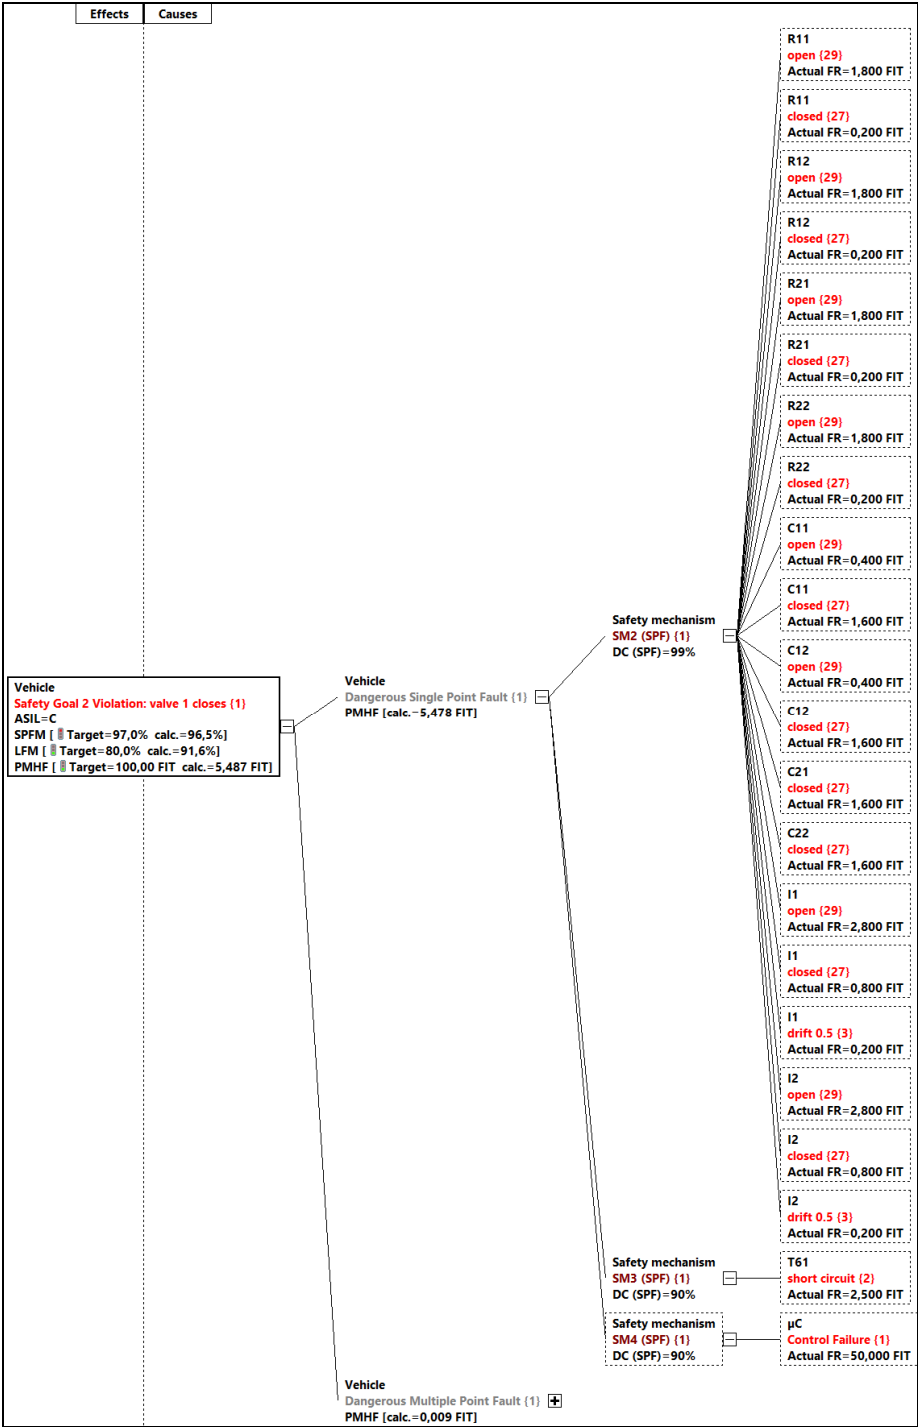 Effects
Causes
Vehicle
Safety Goal 2 Violation: valve 1 closes {1}
ASIL=C
SPFM [ Target=97,0% calc.=96,5%]
LFM [ Target=80,0% calc.=91,6%]
PMHF [ Target=100,00 FIT calc.=5,487 FIT]
Vehicle
Dangerous Single Point Fault {1}
PMHF [calc.=5,478 FIT]
Safety mechanism
SM2 (SPF) {1}
DC (SPF)=99%
R11
open {29}
Actual FR=1,800 FIT
R11
closed {27}
Actual FR=0,200 FIT
R12
open {29}
Actual FR=1,800 FIT
R12
closed {27}
Actual FR=0,200 FIT
R21
open {29}
Actual FR=1,800 FIT
R21
closed {27}
Actual FR=0,200 FIT
R22
open {29}
Actual FR=1,800 FIT
R22
closed {27}
Actual FR=0,200 FIT
C11
open {29}
Actual FR=0,400 FIT
C11
closed {27}
Actual FR=1,600 FIT
C12
open {29}
Actual FR=0,400 FIT
C12
closed {27}
Actual FR=1,600 FIT
C21
closed {27}
Actual FR=1,600 FIT
C22
closed {27}
Actual FR=1,600 FIT
I1
open {29}
Actual FR=2,800 FIT
I1
closed {27}
Actual FR=0,800 FIT
I1
drift 0.5 {3}
Actual FR=0,200 FIT
I2
open {29}
Actual FR=2,800 FIT
I2
closed {27}
Actual FR=0,800 FIT
I2
drift 0.5 {3}
Actual FR=0,200 FIT
Safety mechanism
SM3 (SPF) {1}
DC (SPF)=90%
T61
short circuit {2}
Actual FR=2,500 FIT
Safety mechanism
SM4 (SPF) {1}
DC (SPF)=90%
µC
Control Failure {1}
Actual FR=50,000 FIT
Vehicle
Dangerous Multiple Point Fault {1}
PMHF [calc.=0,009 FIT]